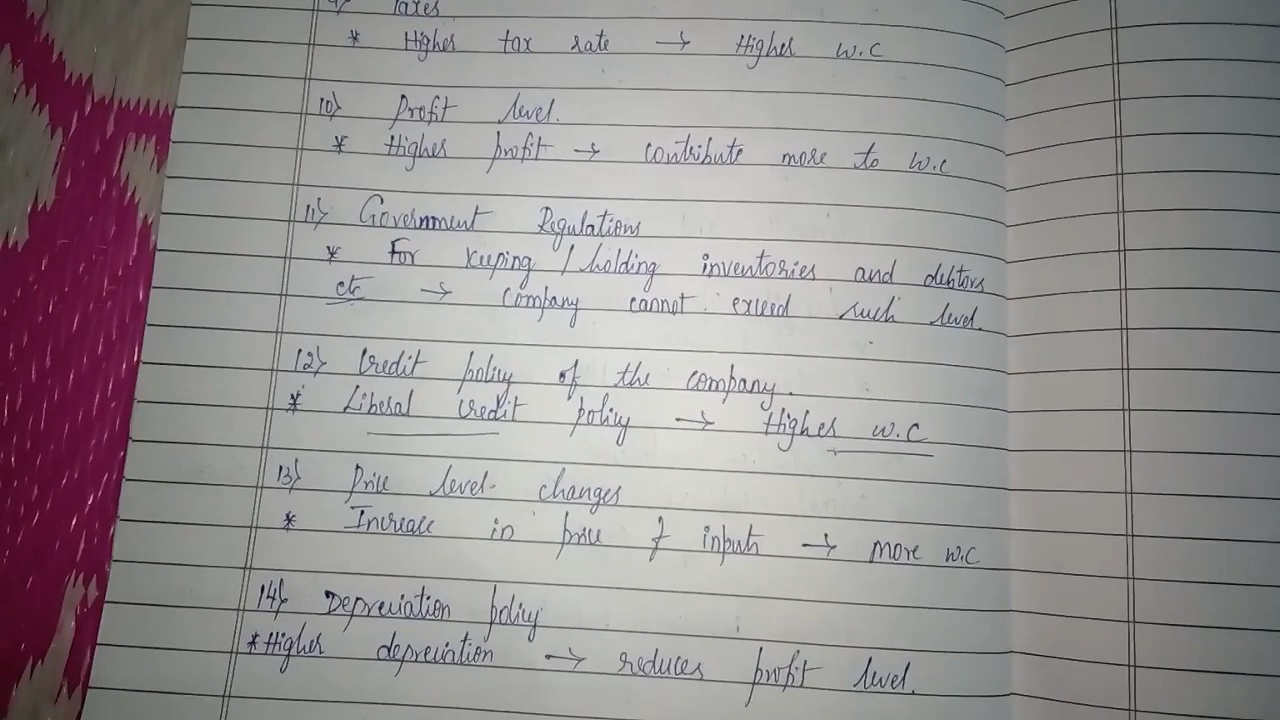 9) Taxes
* Higher tax rate → Higher W.C
10) Profit level.
* Higher profit → contribute more to W.C
11) Government Regulations
* For keeping / holding inventories and debtors
etc → company cannot exceed such level.
12) Credit policy of the company.
* Liberal credit policy → Higher W.C
13) Price level changes
* Increase in price of inputs → more W.C
14) Depreciation policy
* Higher depreciation → reduces profit level.